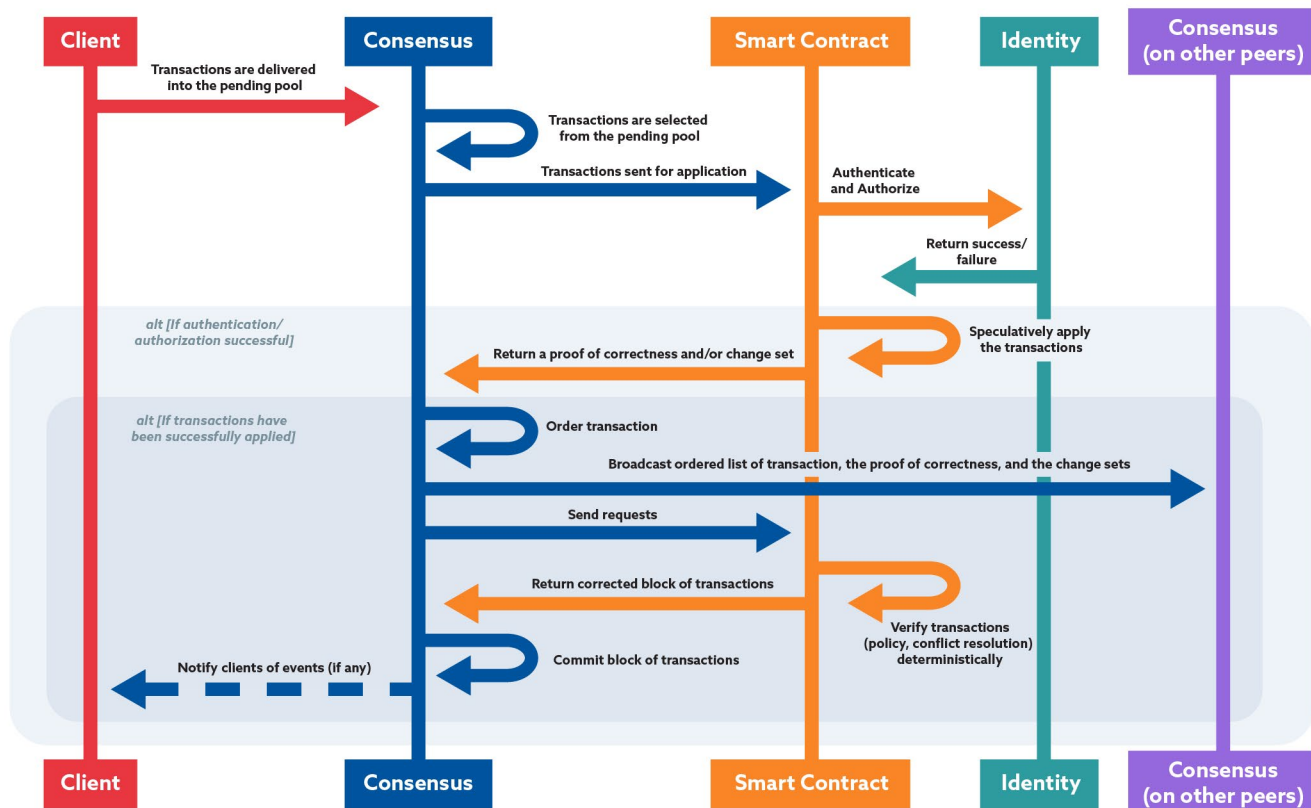 Client
Consensus
Smart Contract
Identity
Consensus
(on other peers)
Transactions are delivered
into the pending pool
Transactions are selected
from the pending pool
Transactions sent for application
Authenticate
and Authorize
Return success/
failure
alt [If authentication/
authorization successful]
Speculatively apply
the transactions
Return a proof of correctness and/or change set
alt [If transactions have
been successfully applied]
Order transaction
Broadcast ordered list of transaction, the proof of correctness, and the change sets
Send requests
Return corrected block of transactions
Verify transactions
(policy, conflict resolution)
deterministically
Commit block of transactions
Notify clients of events (if any)
Client
Consensus
Smart Contract
Identity
Consensus
(on other peers)